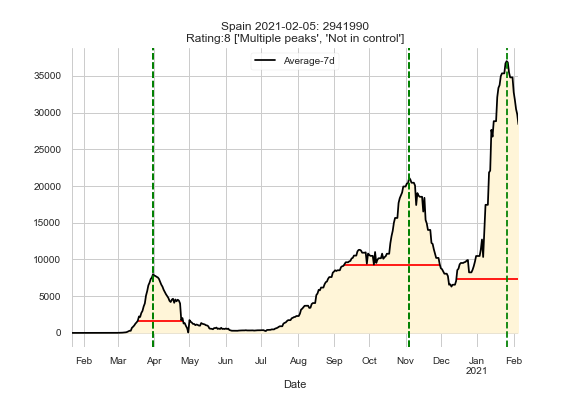 Spain 2021-02-05: 2941990
Rating:8 ['Multiple peaks', 'Not in control']
Average-7d
35000
30000
25000
20000
15000
10000
5000
0
Feb Mar Apr May Jun Jul Aug Sep Oct Nov Dec Jan Feb
2021
Date